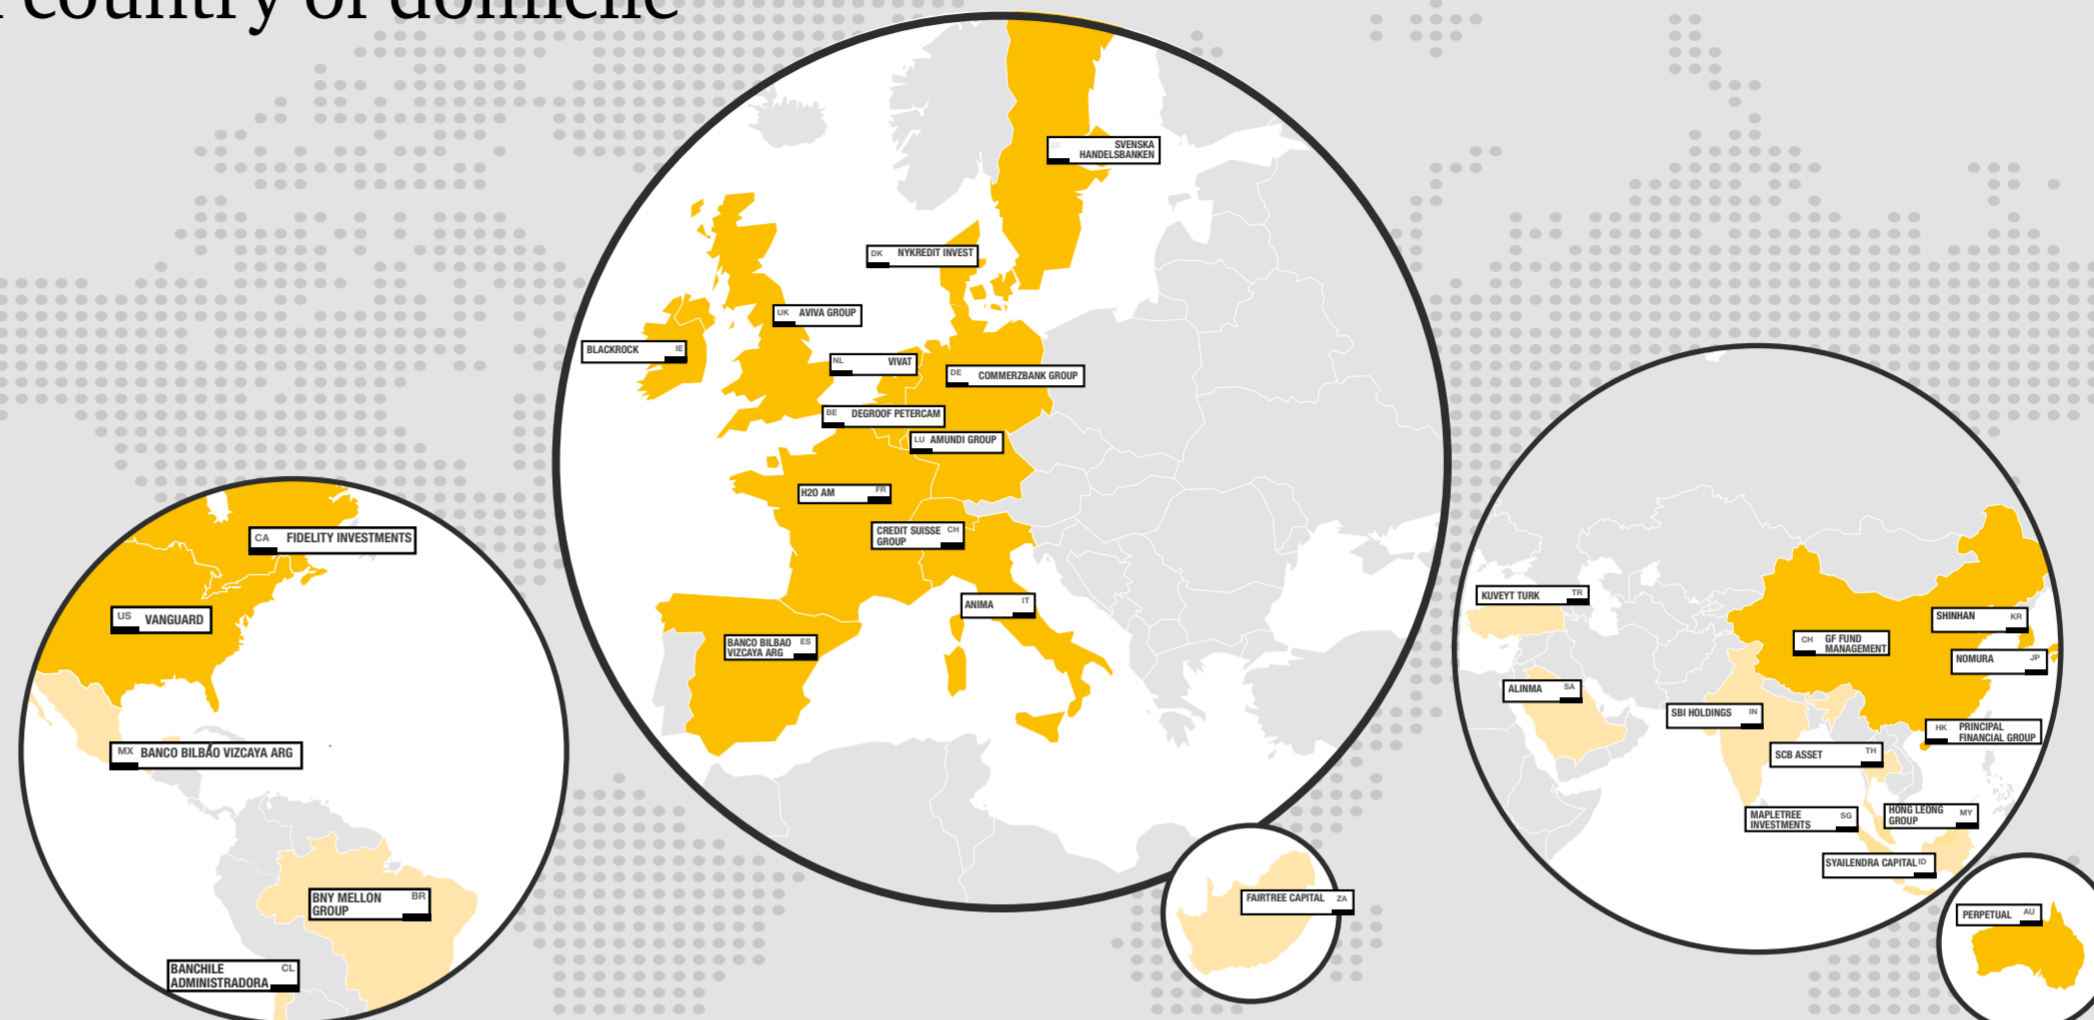 country of domicile
SE SVENSKA
HANDELSBANKEN
DK NYKREDIT INVEST
UK AVIVA GROUP
BLACKROCK IE
NL VIVAT
DE COMMERZBANK GROUP
BE DEGROOF PETERCAM
LU AMUNDI GROUP
H2O AM FR
CREDIT SUISSE CH
GROUP
ANIMA IT
BANCO BILBAO ES
VIZCAYA ARG
CA FIDELITY INVESTMENTS
US VANGUARD
MX BANCO BILBAO VIZCAYA ARG
BNY MELLON BR
GROUP
BANCHILE CL
ADMINISTRADORA
FAIRTREE CAPITAL ZA
KUVEYT TURK TR
SHINHAN KR
CH GF FUND
MANAGEMENT
NOMURA JP
ALINMA SA
SBI HOLDINGS IN
HK PRINCIPAL
FINANCIAL GROUP
SCB ASSET TH
MAPLETREE SG
INVESTMENTS
HONG LEONG MY
GROUP
SYAILENDRA CAPITAL ID
PERPETUAL AU